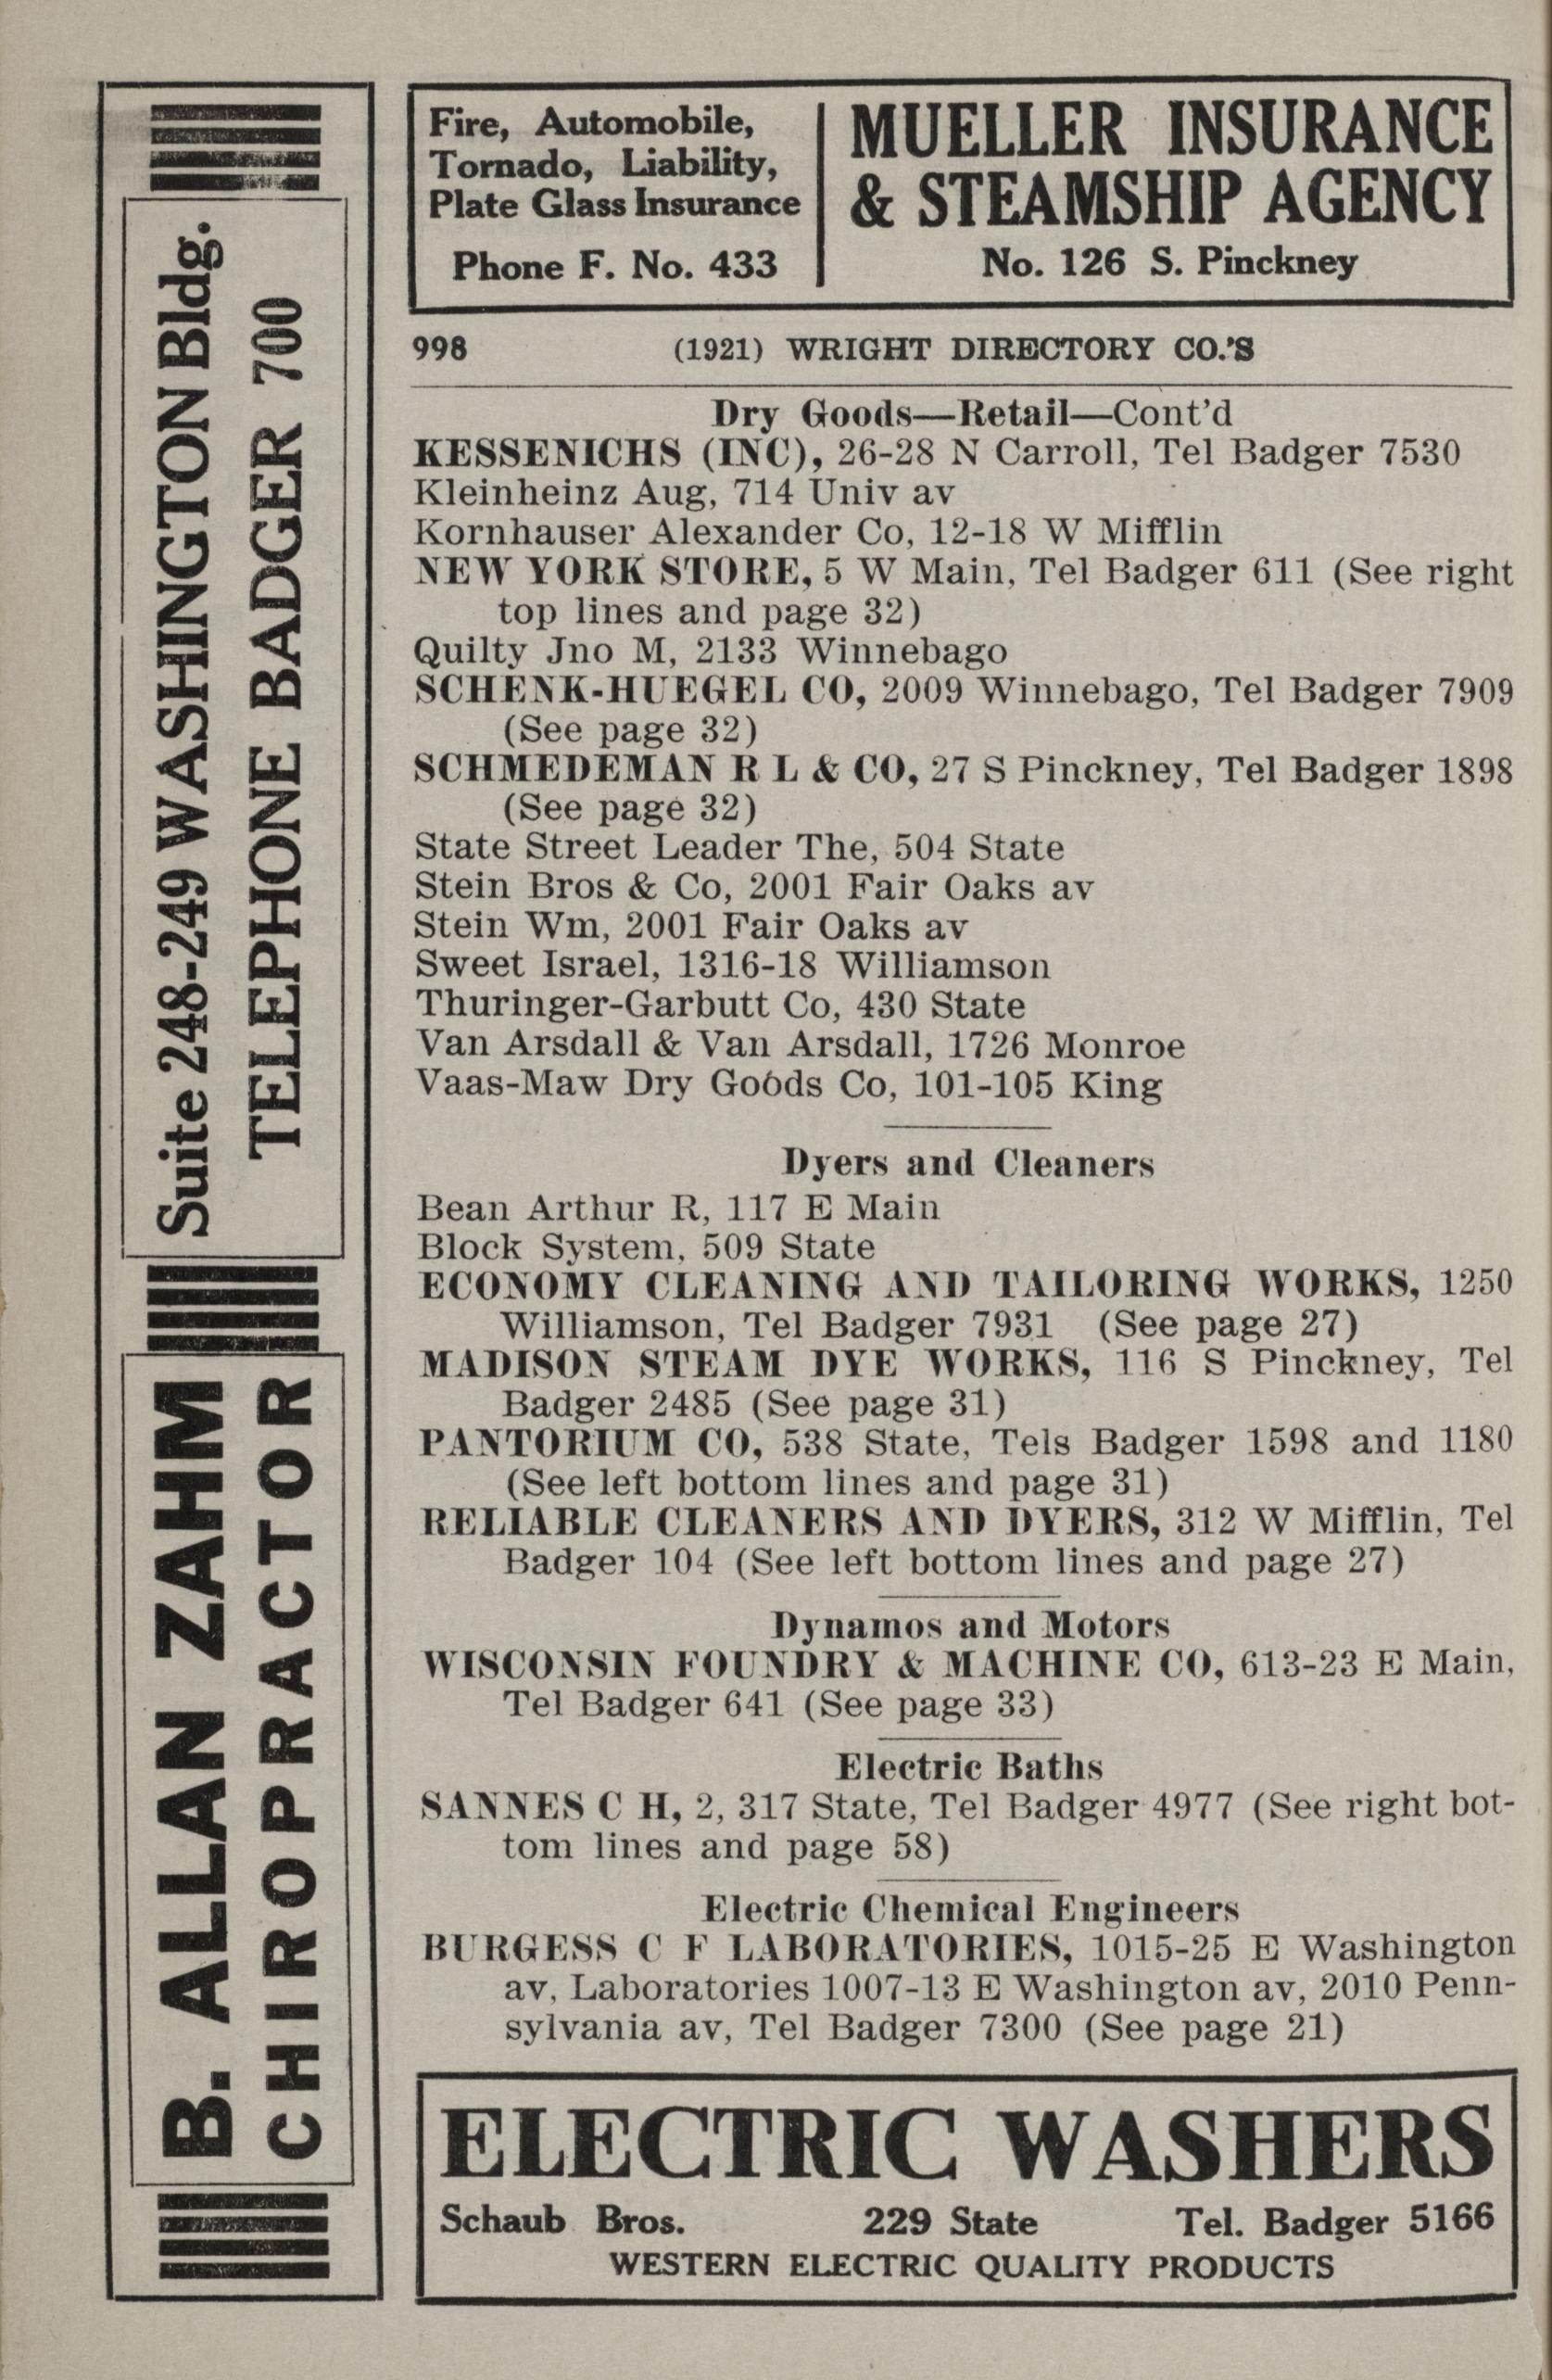 Fire, Automobile,
Tornado, Liability,
Plate Glass Insurance
Phone F. No. 433
MUELLER INSURANCE
& STEAMSHIP AGENCY
No. 126 S. Pinckney
998 (1921) WRIGHT DIRECTORY CO.'S
Dry Goods—Retail—Cont'd
KESSENICHS (INC), 26-28 N Carroll, Tel Badger 7530
Kleinheinz Aug, 714 Univ av
Kornhauser Alexander Co, 12-18 W Mifflin
NEW YORK STORE, 5 W Main, Tel Badger 611 (See right
top lines and page 32)
Quilty Jno M, 2133 Winnebago
SCHENK-HUEGEL CO, 2009 Winnebago, Tel Badger 7909
(See page 32)
SCHMEDEMAN R L & CO, 27 S Pinckney, Tel Badger 1898
(See page 32)
State Street Leader The, 504 State
Stein Bros & Co, 2001 Fair Oaks av
Stein Wm, 2001 Fair Oaks av
Sweet Israel, 1316-18 Williamson
Thuringer-Garbutt Co, 430 State
Van Arsdall & Van Arsdall, 1726 Monroe
Vaas-Maw Dry Goods Co, 101-105 King
Dyers and Cleaners
Bean Arthur R, 117 E Main
Block System, 509 State
ECONOMY CLEANING AND TAILORING WORKS, 1250
Williamson, Tel Badger 7931 (See page 27)
MADISON STEAM DYE WORKS, 116 S Pinckney, Tel
Badger 2485 (See page 31)
PANTORIUM CO, 538 State, Tels Badger 1598 and 1180
(See left bottom lines and page 31)
RELIABLE CLEANERS AND DYERS, 312 W Mifflin, Tel
Badger 104 (See left bottom lines and page 27)
Dynamos and Motors
WISCONSIN FOUNDRY & MACHINE CO, 613-23 E Main,
Tel Badger 641 (See page 33)
Electric Baths
SANNES C H, 2, 317 State, Tel Badger 4977 (See right bot-
tom lines and page 58)
Electric Chemical Engineers
BURGESS C F LABORATORIES, 1015-25 E Washington
av, Laboratories 1007-13 E Washington av, 2010 Penn-
sylvania av, Tel Badger 7300 (See page 21)
ELECTRIC WASHERS
Schaub Bros. 229 State Tel. Badger 5166
WESTERN ELECTRIC QUALITY PRODUCTS
B. ALLAN ZAHM
CHIROPRACTOR
Suite 248-249 WASHINGTON Bldg.
TELEPHONE BADGER 700